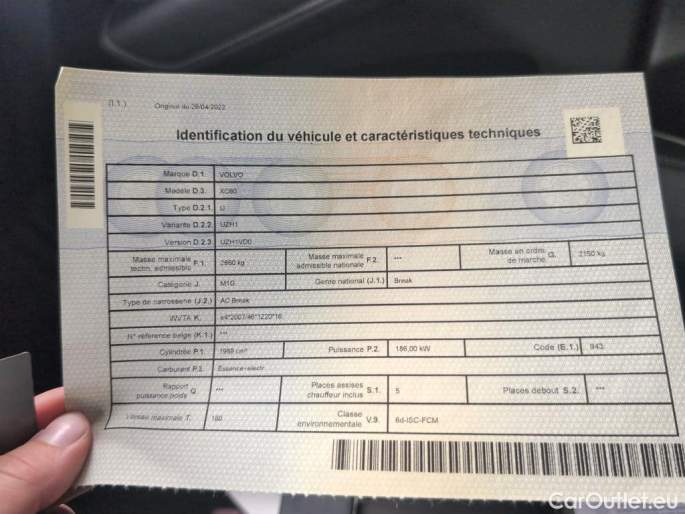 (I.1.) Original du 28/04/2023
Identification du véhicule et caractéristiques techniques
Marque D.1. VOLVO
Modèle D.3. XC60
Type D.2.1. U
Variante D.2.2. UZH1
Version D.2.3. UZH1VD0
Masse maximale techn. admissible F.1. 2660 kg Masse maximale admissible nationale F.2. *** Masse en ordre de marche G. 2150 kg
Catégorie J. M1G Genre national (J.1.) Break
Type de carrosserie (J.2.) AC Break
WVTA K. e4*2007/46*1220*16
N° référence belge (K.1.) ***
Cylindrée P.1. 1969 cm³ Puissance P.2. 186,00 kW Code (E.1.) 943
Carburant P.3. Essence-electr.
Rapport puissance poids Q *** Places assises chauffeur inclus S.1. 5 Places debout S.2. ***
Vitesse maximale T. 180 Classe environnementale V.9. 6d-ISC-FCM
CarOutlet.eu